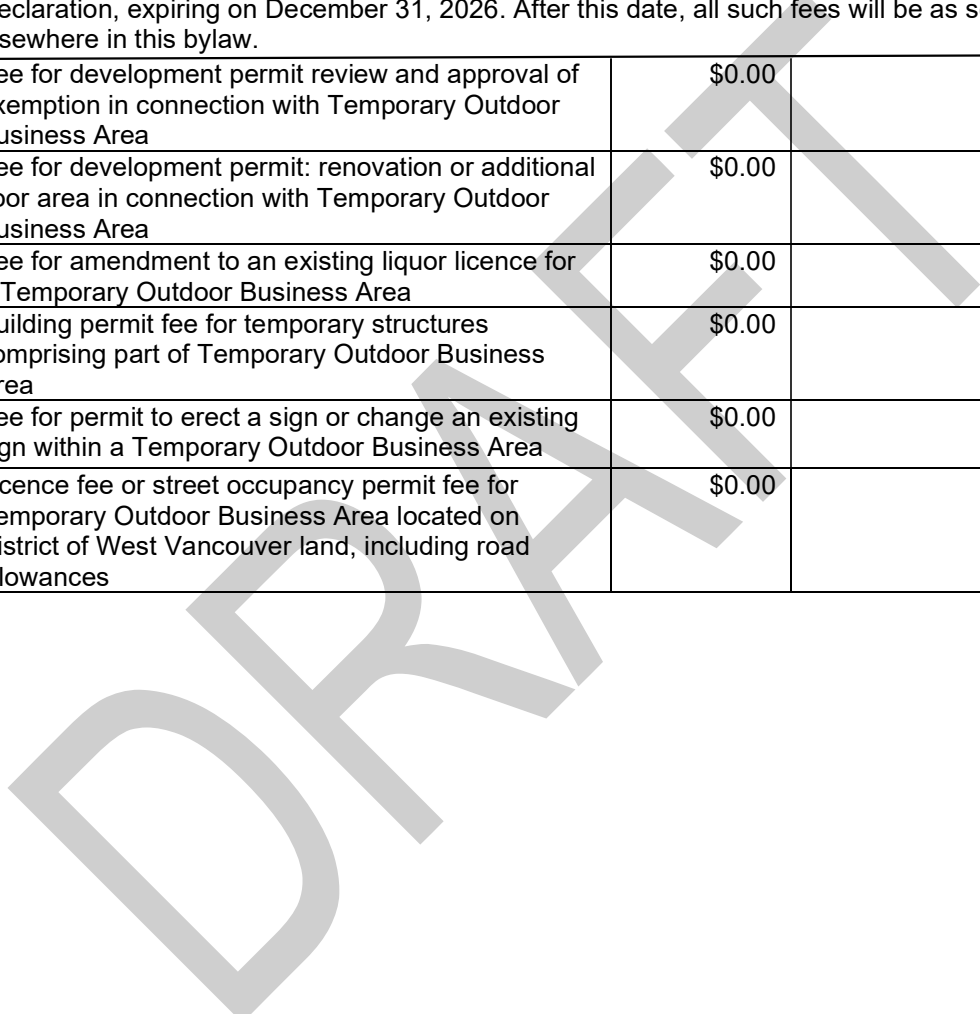 eclaration, expiring on December 31, 2026. After this date, all such fees will be as s
sewhere in this bylaw.
ee for development permit review and approval of $0.00
xemption in connection with Temporary Outdoor
usiness Area
ee for development permit: renovation or additional $0.00
oor area in connection with Temporary Outdoor
usiness Area
ee for amendment to an existing liquor licence for $0.00
Temporary Outdoor Business Area
uilding permit fee for temporary structures $0.00
omprising part of Temporary Outdoor Business
rea
ee for permit to erect a sign or change an existing $0.00
gn within a Temporary Outdoor Business Area
cence fee or street occupancy permit fee for $0.00
emporary Outdoor Business Area located on
istrict of West Vancouver land, including road
lowances
DRAFT